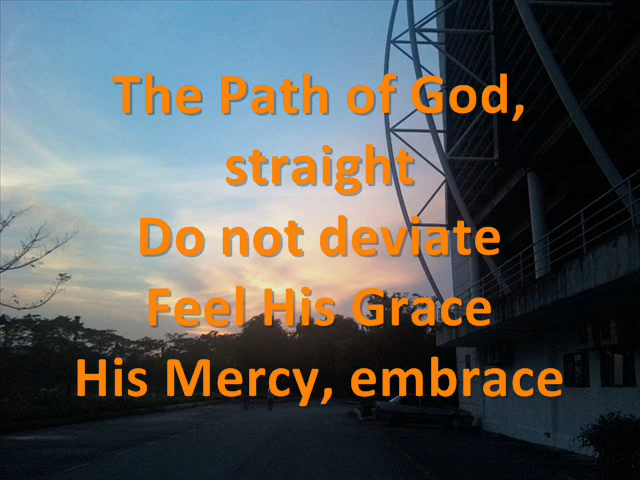 The Path of God,
straight
Do not deviate
Feel His Grace
His Mercy, embrace